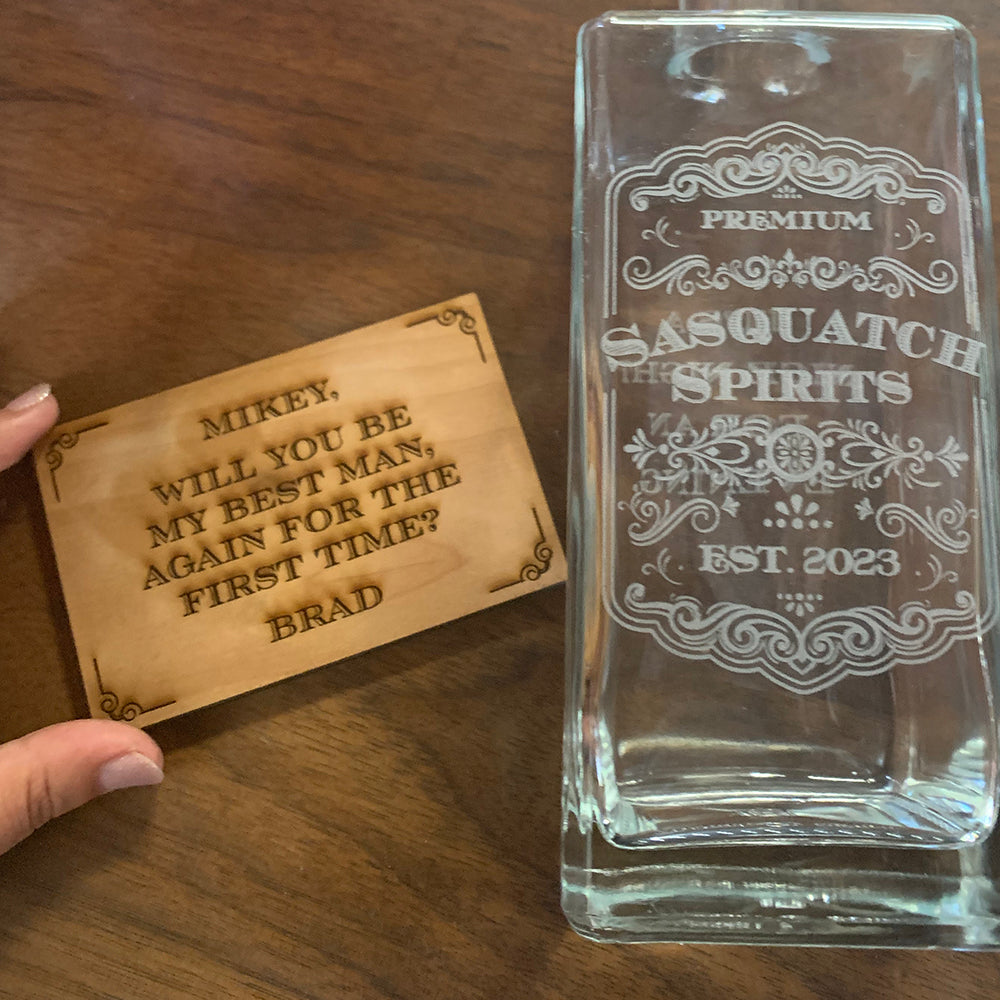 MIKEY,
WILL YOU BE
MY BEST MAN,
AGAIN FOR THE
FIRST TIME?
BRAD
PREMIUM
SASQUATCH
SPIRITS
EST. 2023